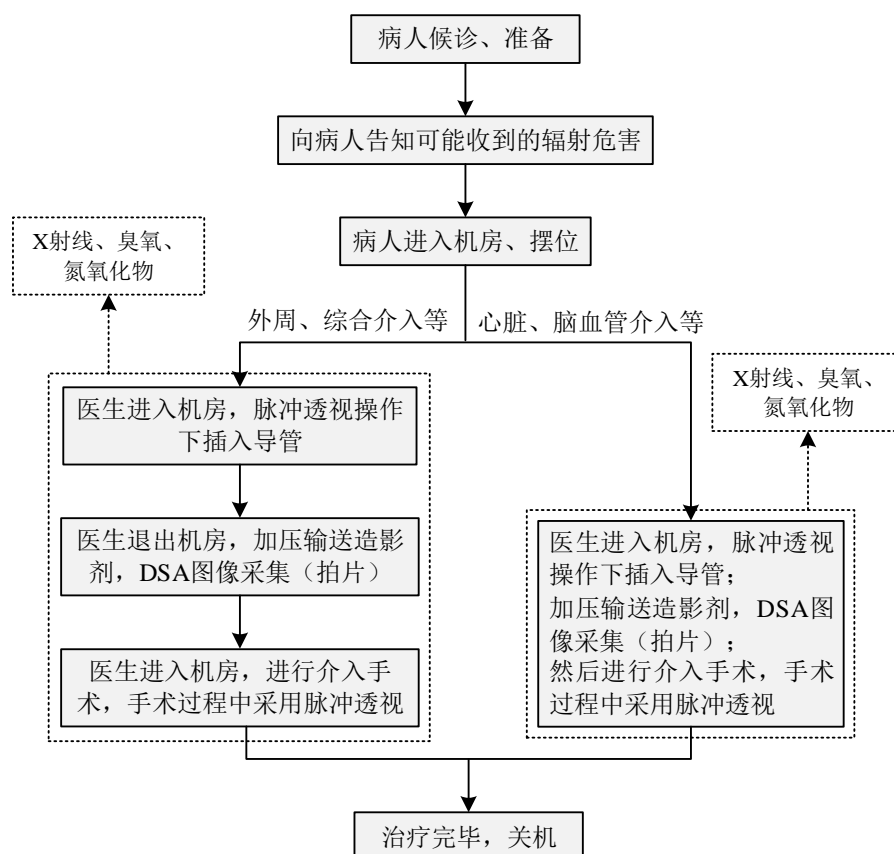 病人候诊、准备
向病人告知可能收到的辐射危害
病人进入机房、摆位
X射线、臭氧、
氮氧化物
外周、综合介入等
心脏、脑血管介入等
医生进入机房，脉冲透视操作
下插入导管
医生退出机房，加压输送造影
剂，DSA图像采集（拍片）
医生进入机房，进行介入手
术，手术过程中采用脉冲透视
X射线、臭氧、
氮氧化物
医生进入机房，脉冲透视
操作下插入导管；
加压输送造影剂，DSA图
像采集（拍片）；
然后进行介入手术，手术
过程中采用脉冲透视
治疗完毕，关机